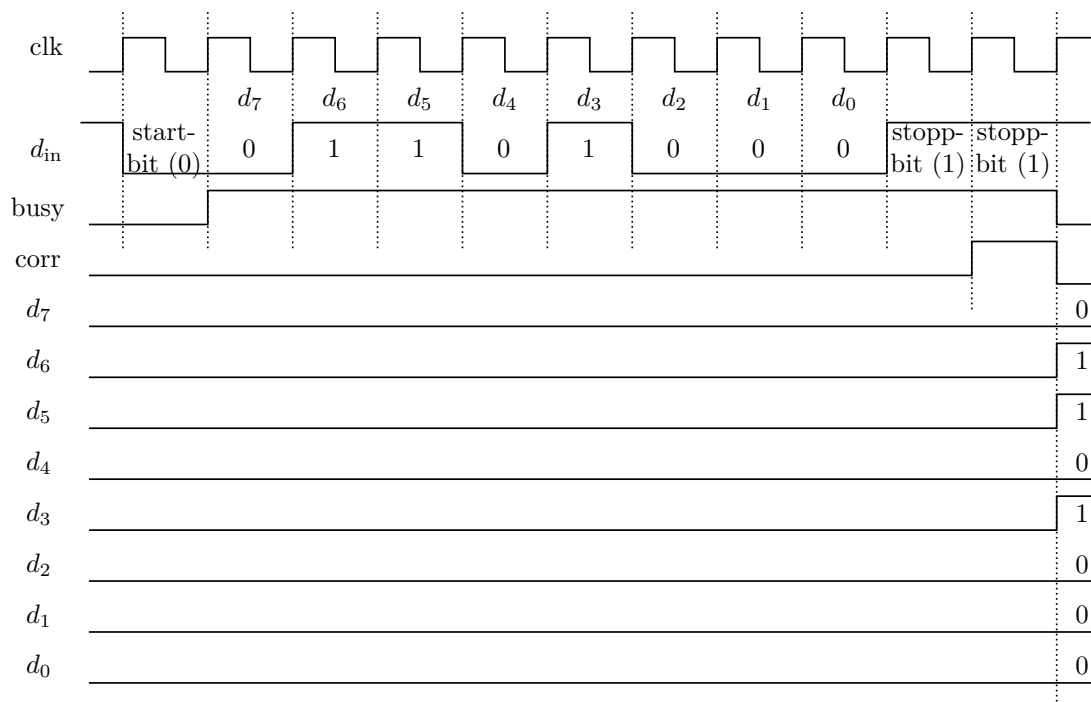 clk
d7 d6 d5 d4 d3 d2 d1 d0
start- stopp- stopp-
din 0 1 1 0 1 0 0 0
bit (0) bit (1) bit (1)
busy
corr
d7 0
d6 1
d5 1
d4 0
d3 1
d2 0
d1 0
d0 0